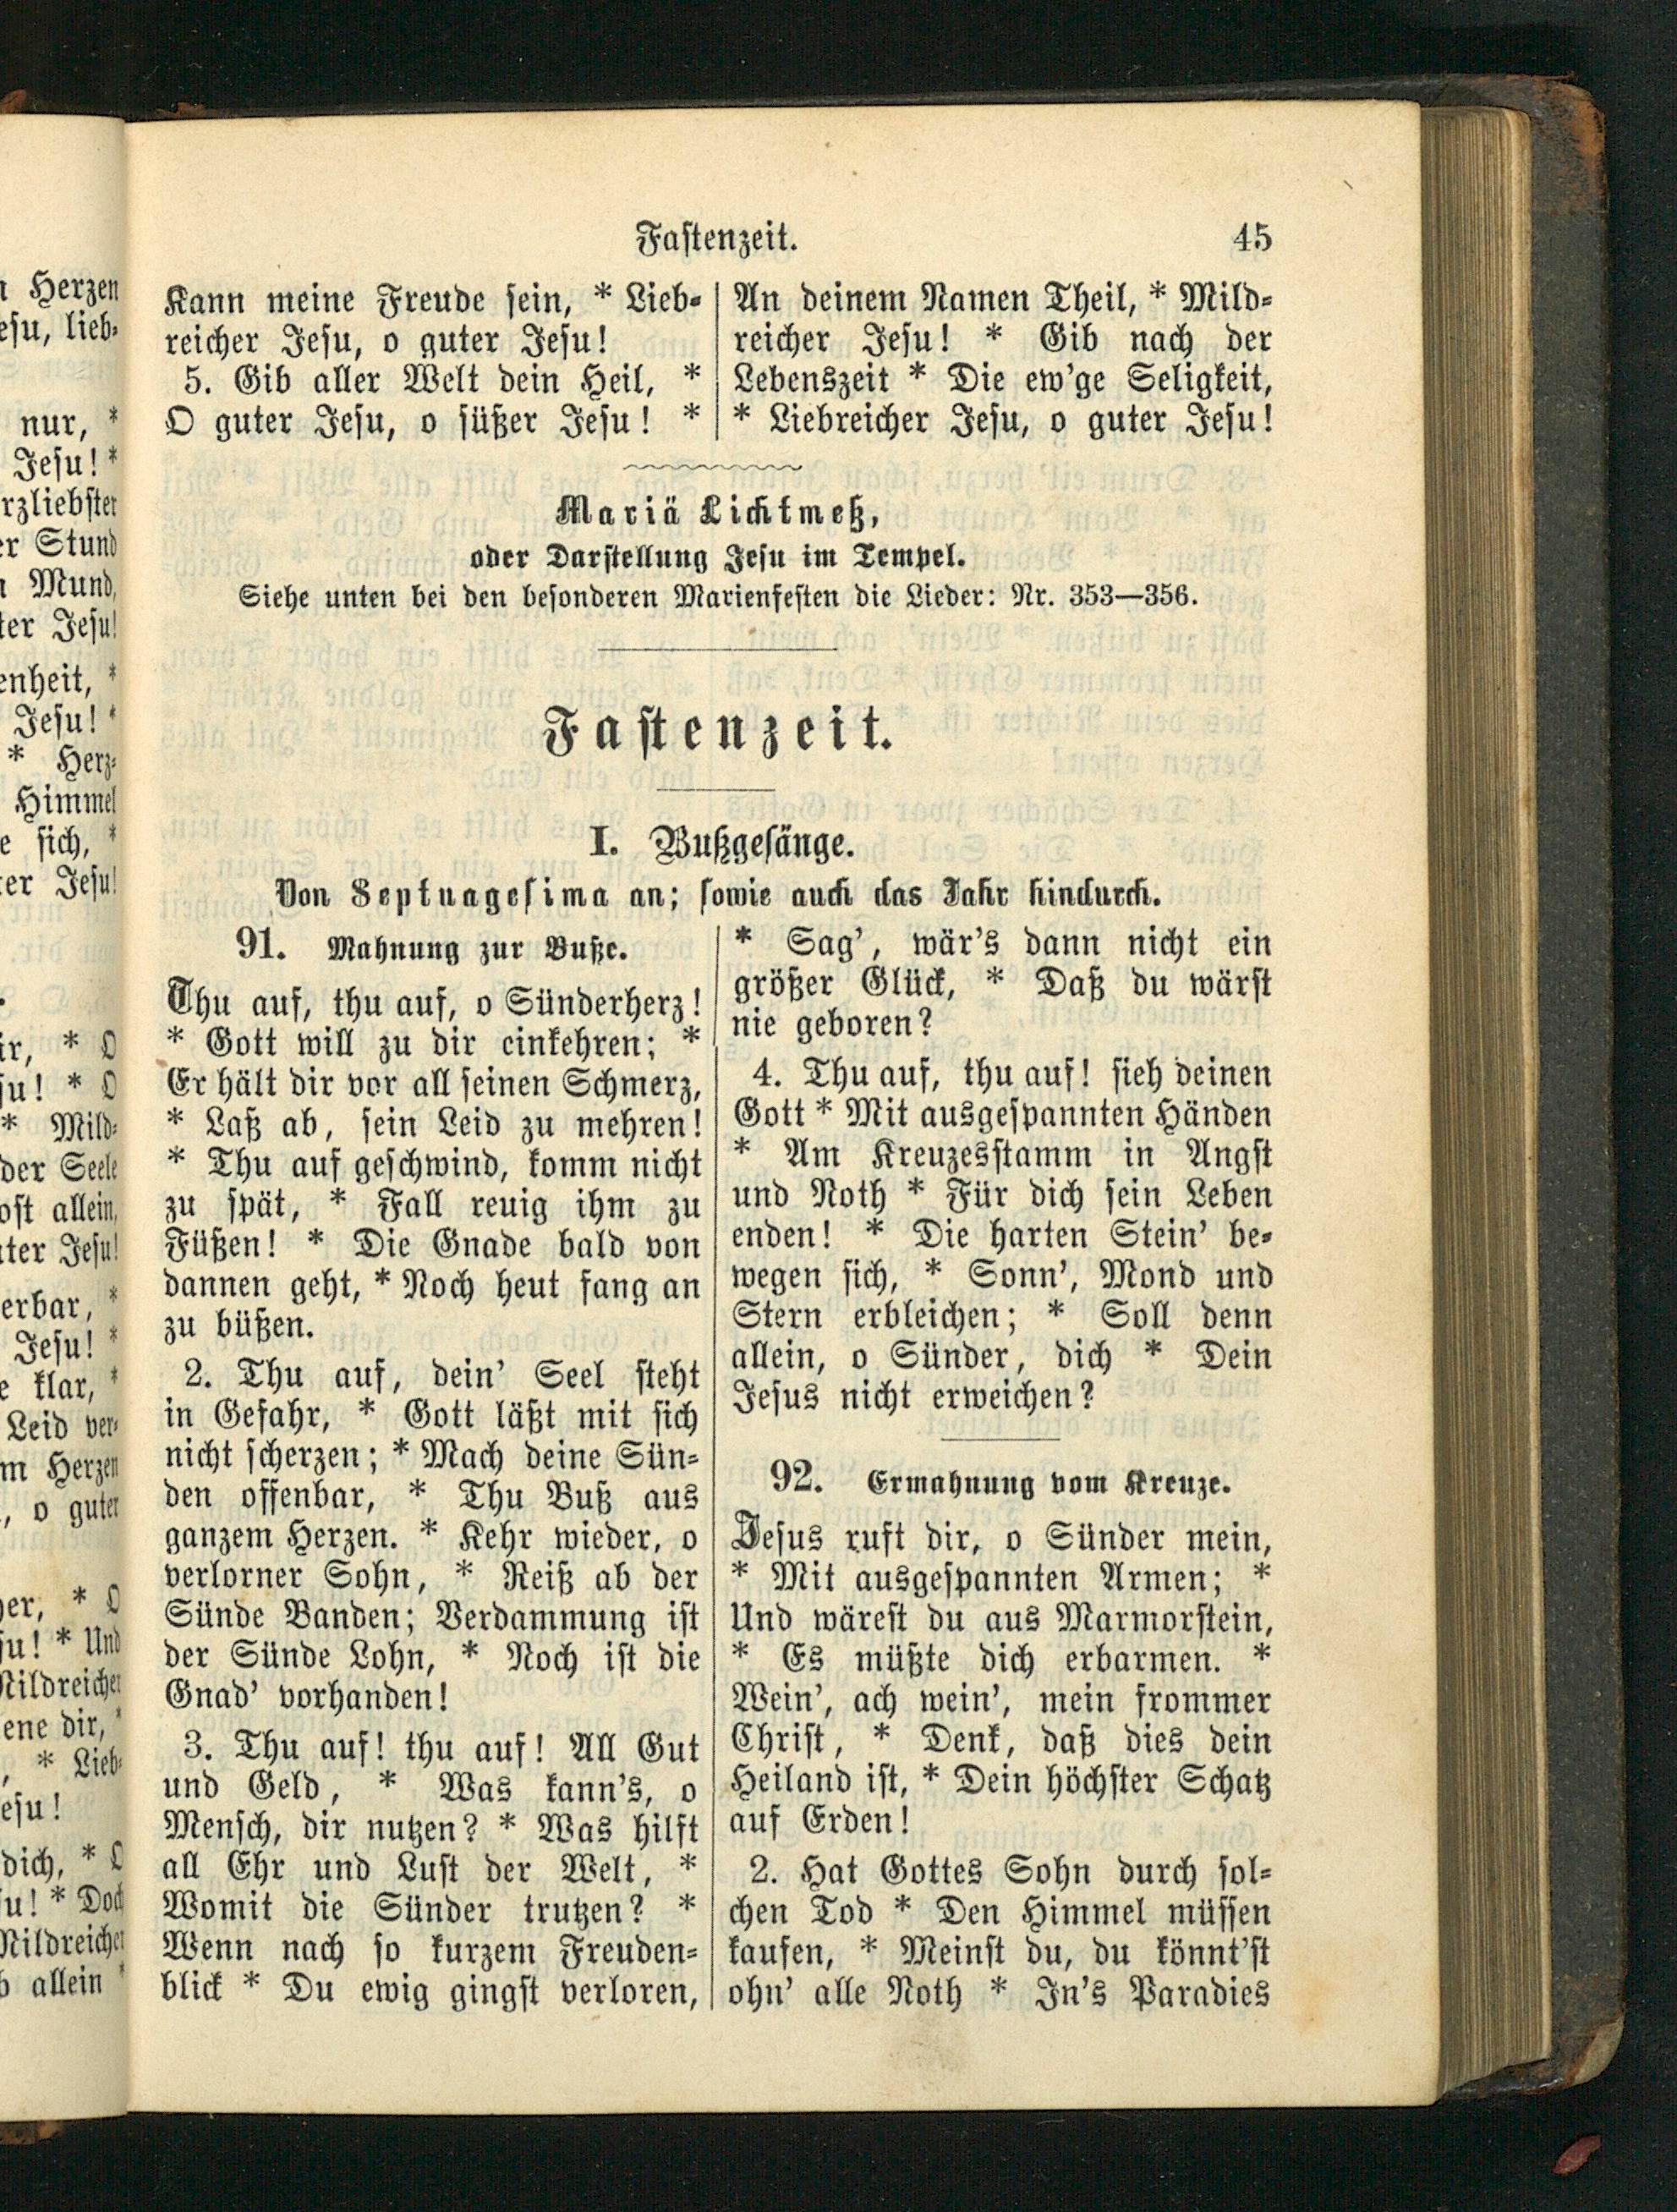 Fastenzeit. 45
Kann meine Freude sein, * Lieb-
reicher Jesu, o guter Jesu!
5. Gib aller Welt dein Heil, *
O guter Jesu, o süßer Jesu! *
An deinem Namen Theil, * Mild-
reicher Jesu! * Gib nach der
Lebenszeit * Die ew'ge Seligkeit,
* Liebreicher Jesu, o guter Jesu!
Mariä Lichtmeß,
oder Darstellung Jesu im Tempel.
Siehe unten bei den besonderen Marienfesten die Lieder: Nr. 353—356.
Fastenzeit.
I. Bußgesänge.
Von Septuagesima an; sowie auch das Jahr hindurch.
91. Mahnung zur Buße.
Thu auf, thu auf, o Sünderherz!
* Gott will zu dir einkehren; *
Er hält dir vor all seinen Schmerz,
* Laß ab, sein Leid zu mehren!
* Thu auf geschwind, komm nicht
zu spät, * Fall reuig ihm zu
Füßen! * Die Gnade bald von
dannen geht, * Noch heut fang an
zu büßen.
2. Thu auf, dein' Seel steht
in Gefahr, * Gott läßt mit sich
nicht scherzen; * Mach deine Sün-
den offenbar, * Thu Buß aus
ganzem Herzen. * Kehr wieder, o
verlorner Sohn, * Reiß ab der
Sünde Banden; Verdammung ist
der Sünde Lohn, * Noch ist die
Gnad' vorhanden!
3. Thu auf! thu auf! All Gut
und Geld, * Was kann's, o
Mensch, dir nutzen? * Was hilft
all Ehr und Lust der Welt, *
Womit die Sünder trutzen? *
Wenn nach so kurzem Freuden-
blick * Du ewig gingst verloren,
* Sag', wär's dann nicht ein
größer Glück, * Daß du wärst
nie geboren?
4. Thu auf, thu auf! sieh deinen
Gott * Mit ausgespannten Händen
* Am Kreuzesstamm in Angst
und Noth * Für dich sein Leben
enden! * Die harten Stein' be-
wegen sich, * Sonn', Mond und
Stern erbleichen; * Soll denn
allein, o Sünder, dich * Dein
Jesus nicht erweichen?
92. Ermahnung vom Kreuze.
Jesus ruft dir, o Sünder mein,
* Mit ausgespannten Armen; *
Und wärest du aus Marmorstein,
* Es müßte dich erbarmen. *
Wein', ach wein', mein frommer
Christ, * Denk, daß dies dein
Heiland ist, * Dein höchster Schatz
auf Erden!
2. Hat Gottes Sohn durch sol-
chen Tod * Den Himmel müssen
kaufen, * Meinst du, du könnt'st
ohn' alle Noth * In's Paradies